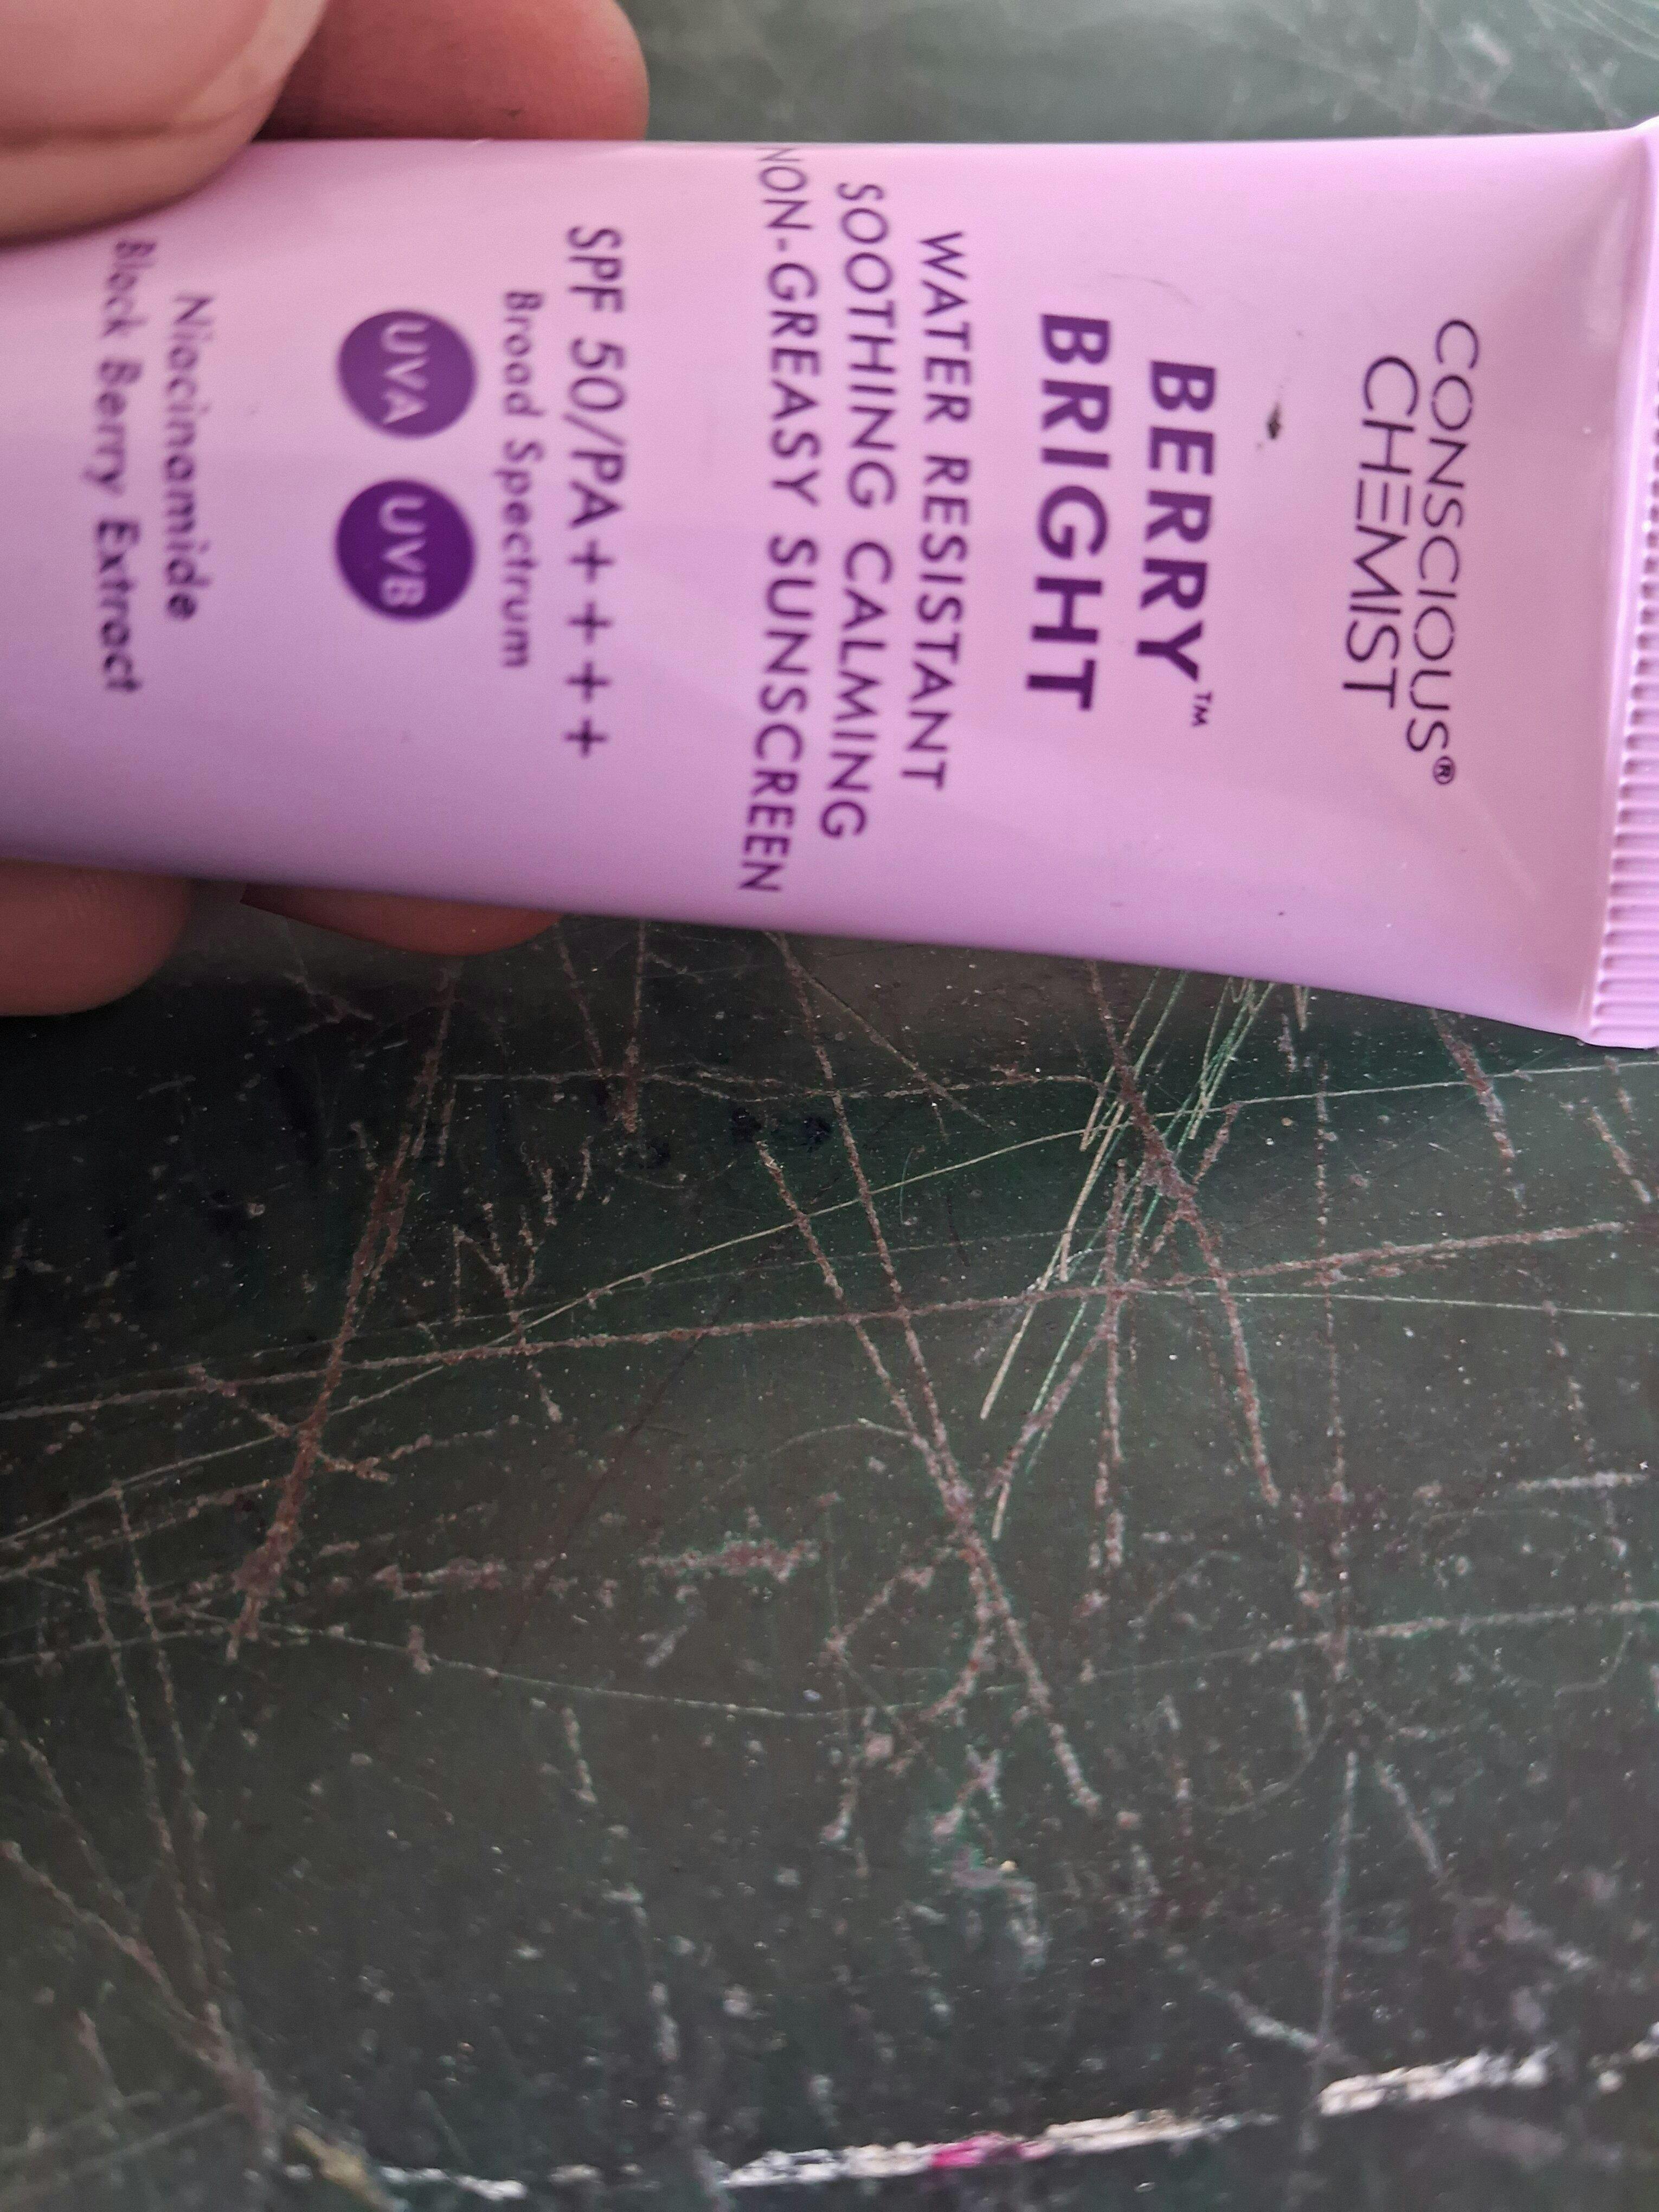 CONSCIOUS®
CHEMIST
BERRY™
BRIGHT
WATER RESISTANT
SOOTHING CALMING
NON-GREASY SUNSCREEN
SPF 50/PA++++
Broad Spectrum
UVA UVB
Niacinamide
Black Berry Extract